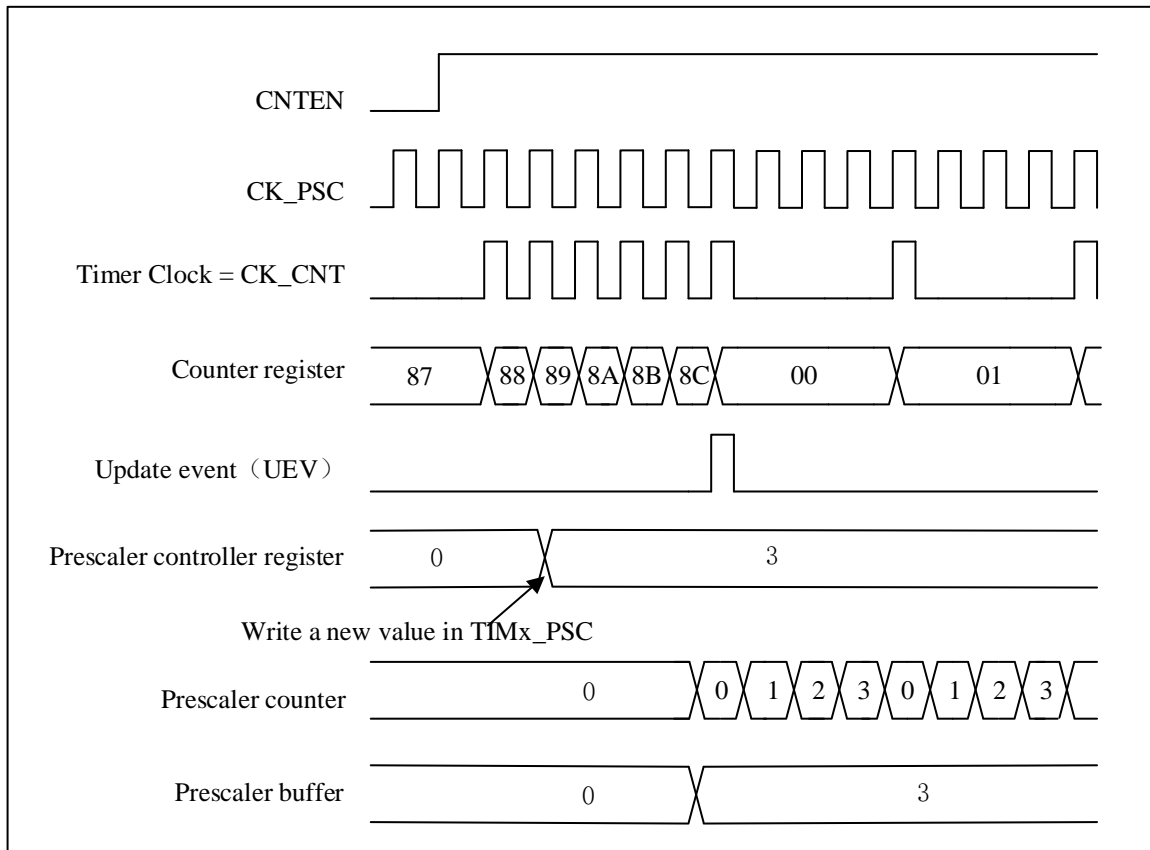 CNTEN
CK_PSC
Timer Clock = CK_CNT
Counter register
87 88 89 8A 8B 8C 00 01
Update event（UEV）
Prescaler controller register
0 3
Write a new value in TIMx_PSC
Prescaler counter
0 0 1 2 3 0 1 2 3
Prescaler buffer
0 3